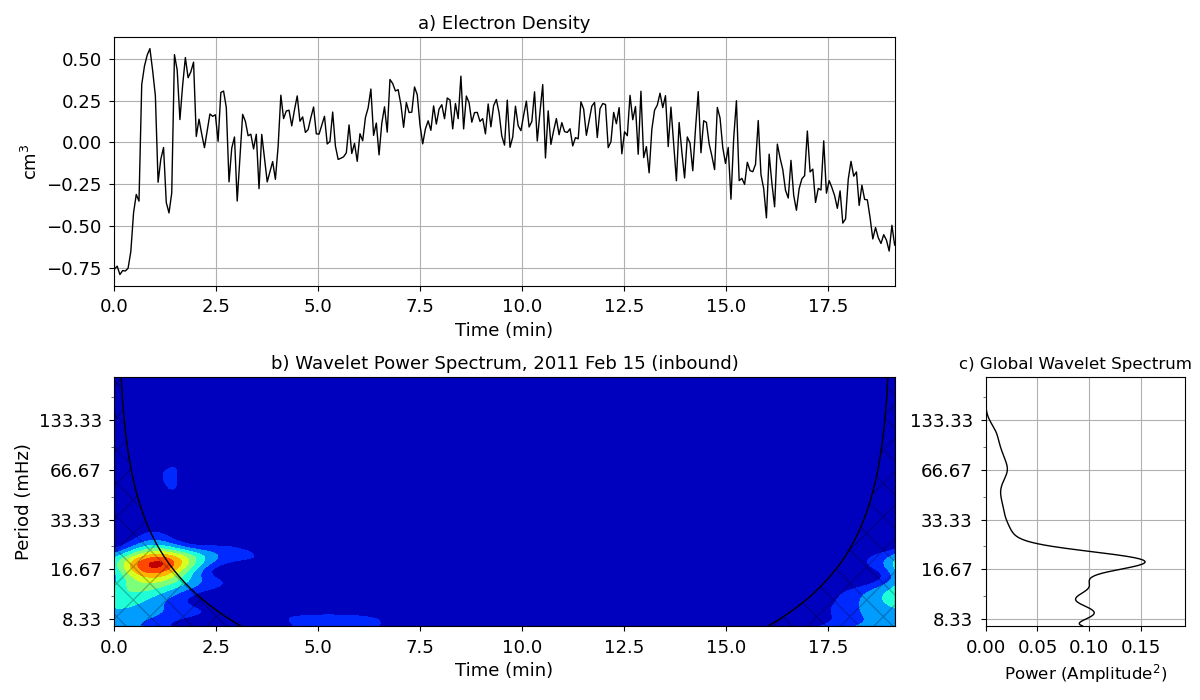 a) Electron Density
0.50
0.25
0.00
−0.25
−0.50
−0.75
cm³
0.0 2.5 5.0 7.5 10.0 12.5 15.0 17.5
Time (min)
b) Wavelet Power Spectrum, 2011 Feb 15 (inbound)
133.33
66.67
33.33
16.67
8.33
Period (mHz)
0.0 2.5 5.0 7.5 10.0 12.5 15.0 17.5
Time (min)
c) Global Wavelet Spectrum
133.33
66.67
33.33
16.67
8.33
0.00 0.05 0.10 0.15
Power (Amplitude²)